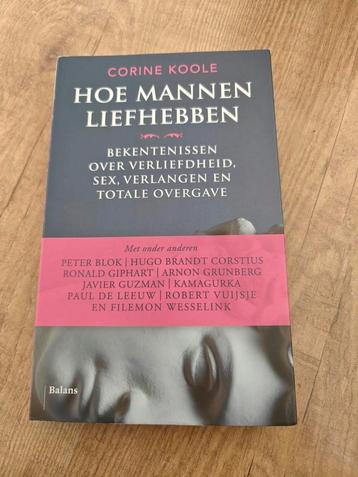 CORINE KOOLE
HOE MANNEN
LIEFHEBBEN
BEKENTENISSEN
OVER VERLIEFDHEID,
SEX, VERLANGEN EN
TOTALE OVERGAVE
Met onder anderen
PETER BLOK | HUGO BRANDT CORSTIUS
RONALD GIPHART | ARNON GRUNBERG
JAVIER GUZMAN | KAMAGURKA
PAUL DE LEEUW | ROBERT VUIJSJE
EN FILEMON WESSELINK
Balans